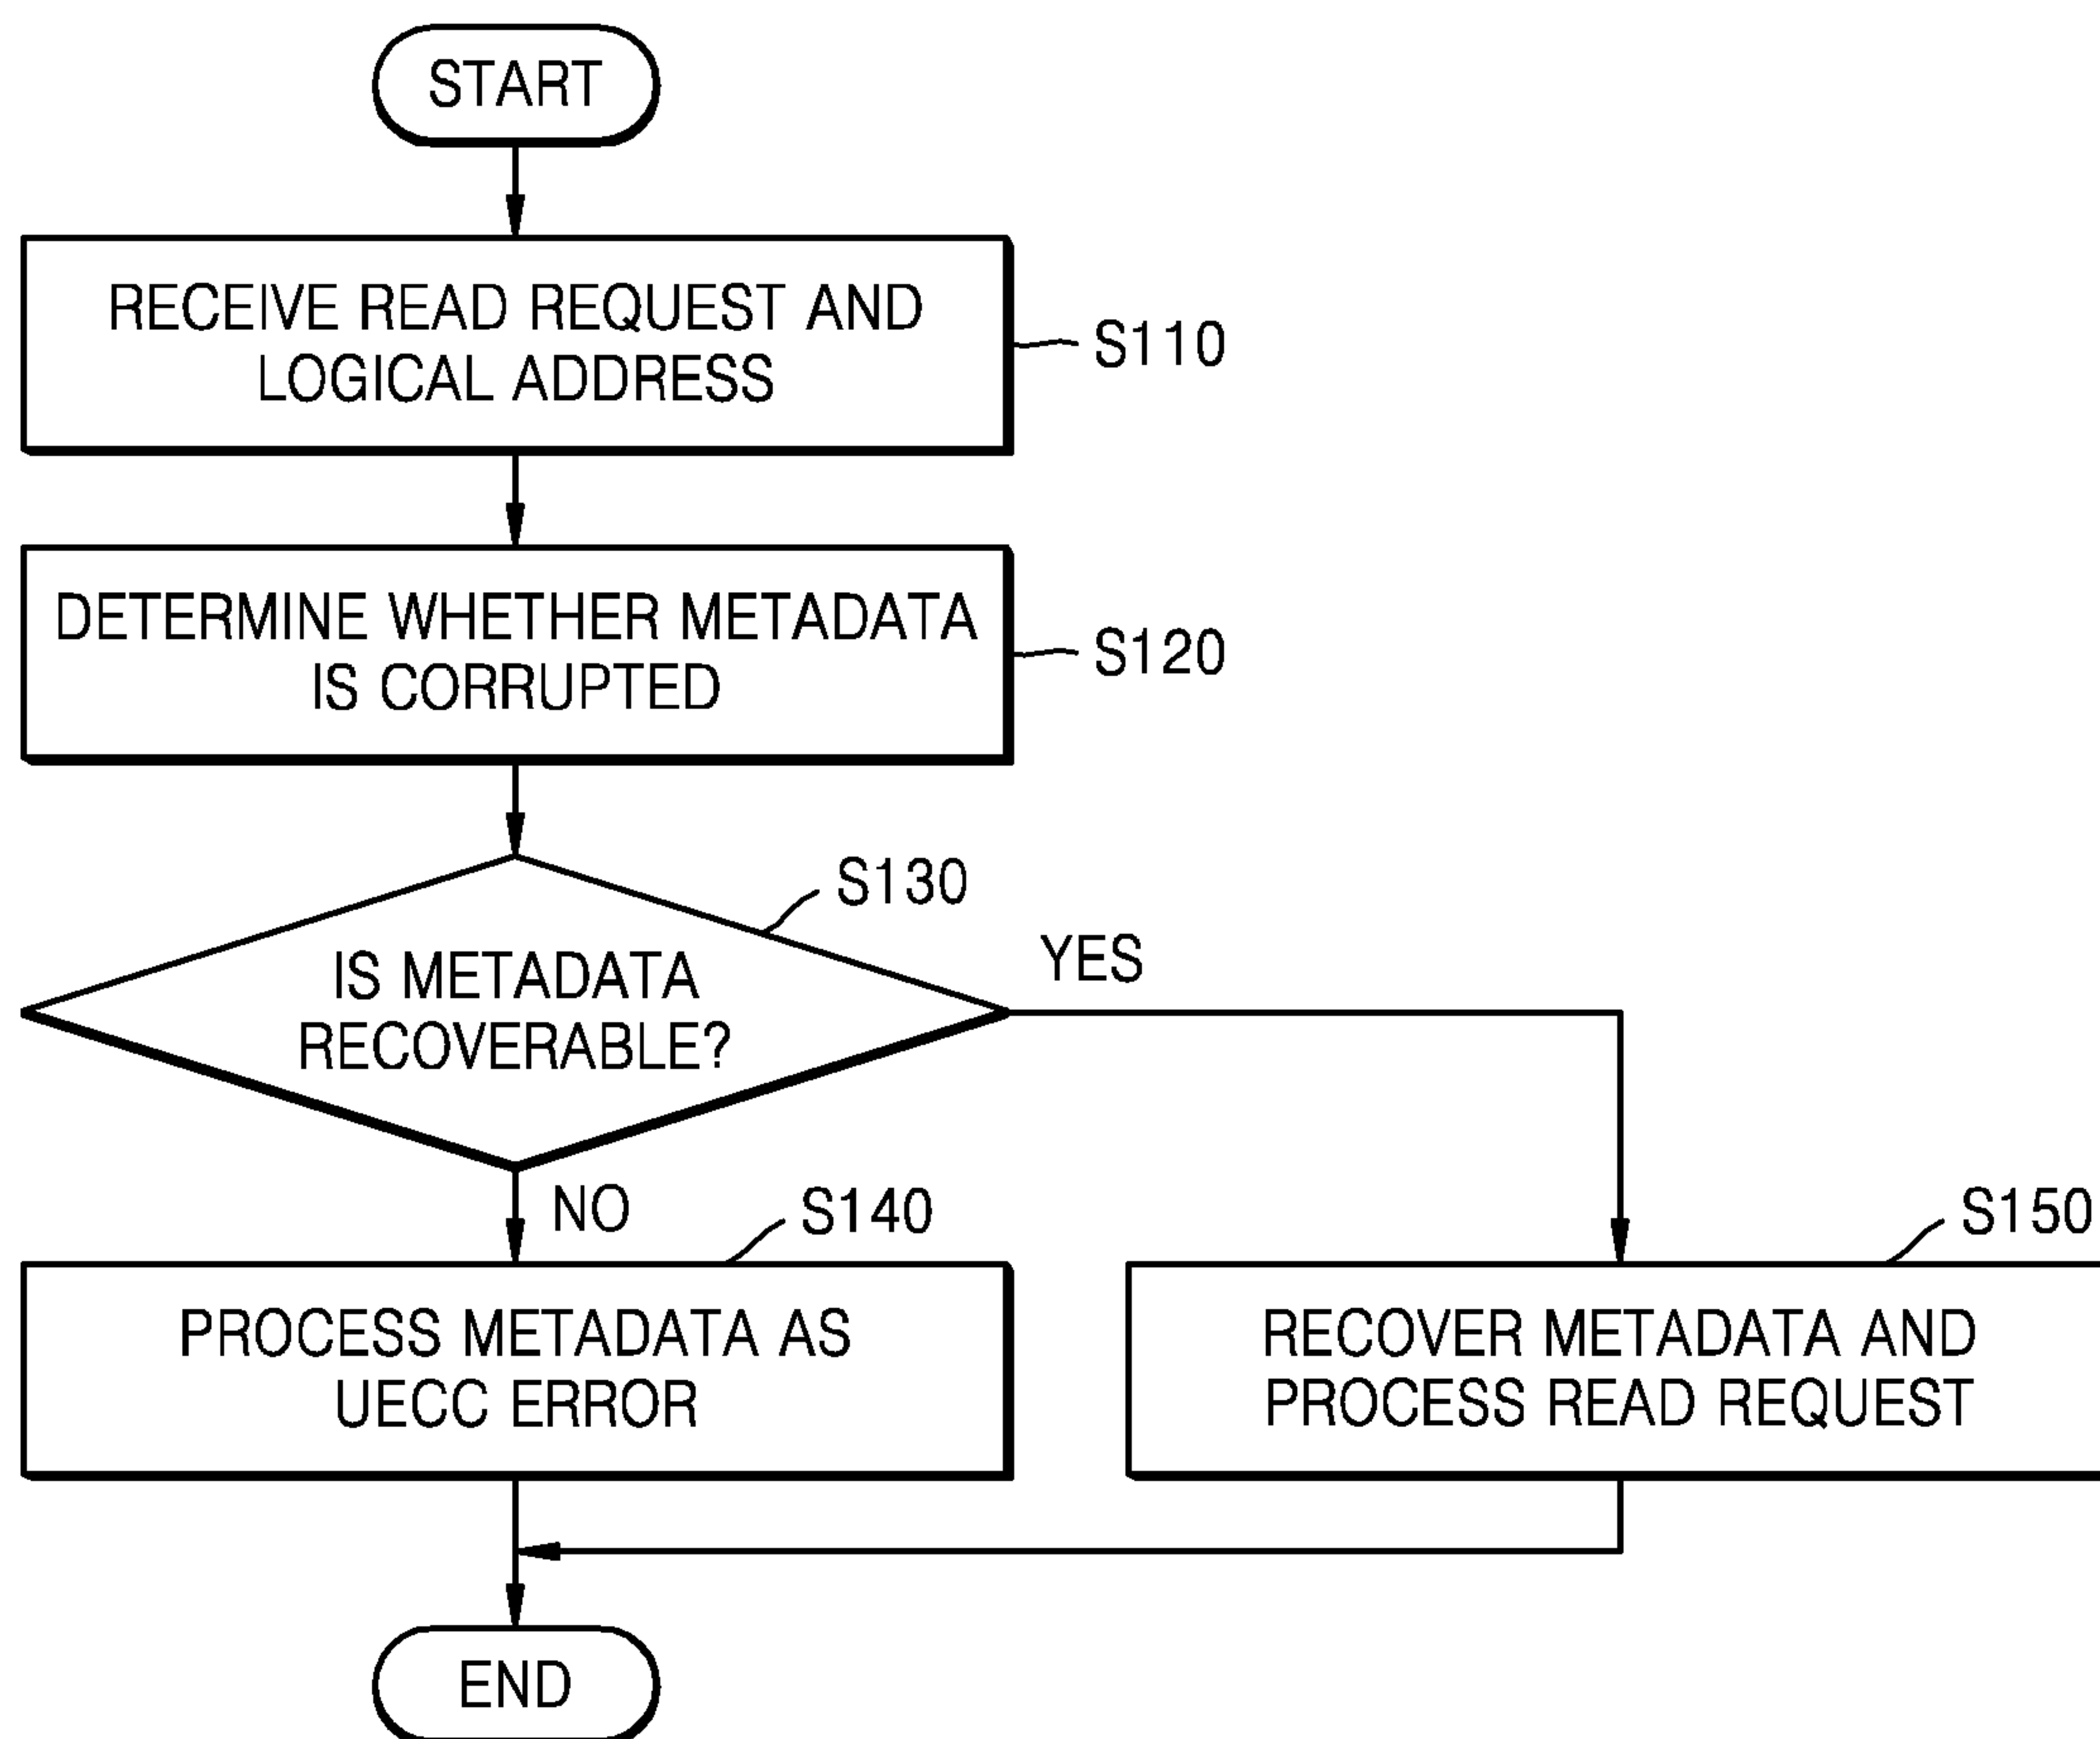 START
RECEIVE READ REQUEST AND
LOGICAL ADDRESS
S110
DETERMINE WHETHER METADATA
IS CORRUPTED
S120
S130
IS METADATA
RECOVERABLE?
YES
NO
S140
PROCESS METADATA AS
UECC ERROR
S150
RECOVER METADATA AND
PROCESS READ REQUEST
END